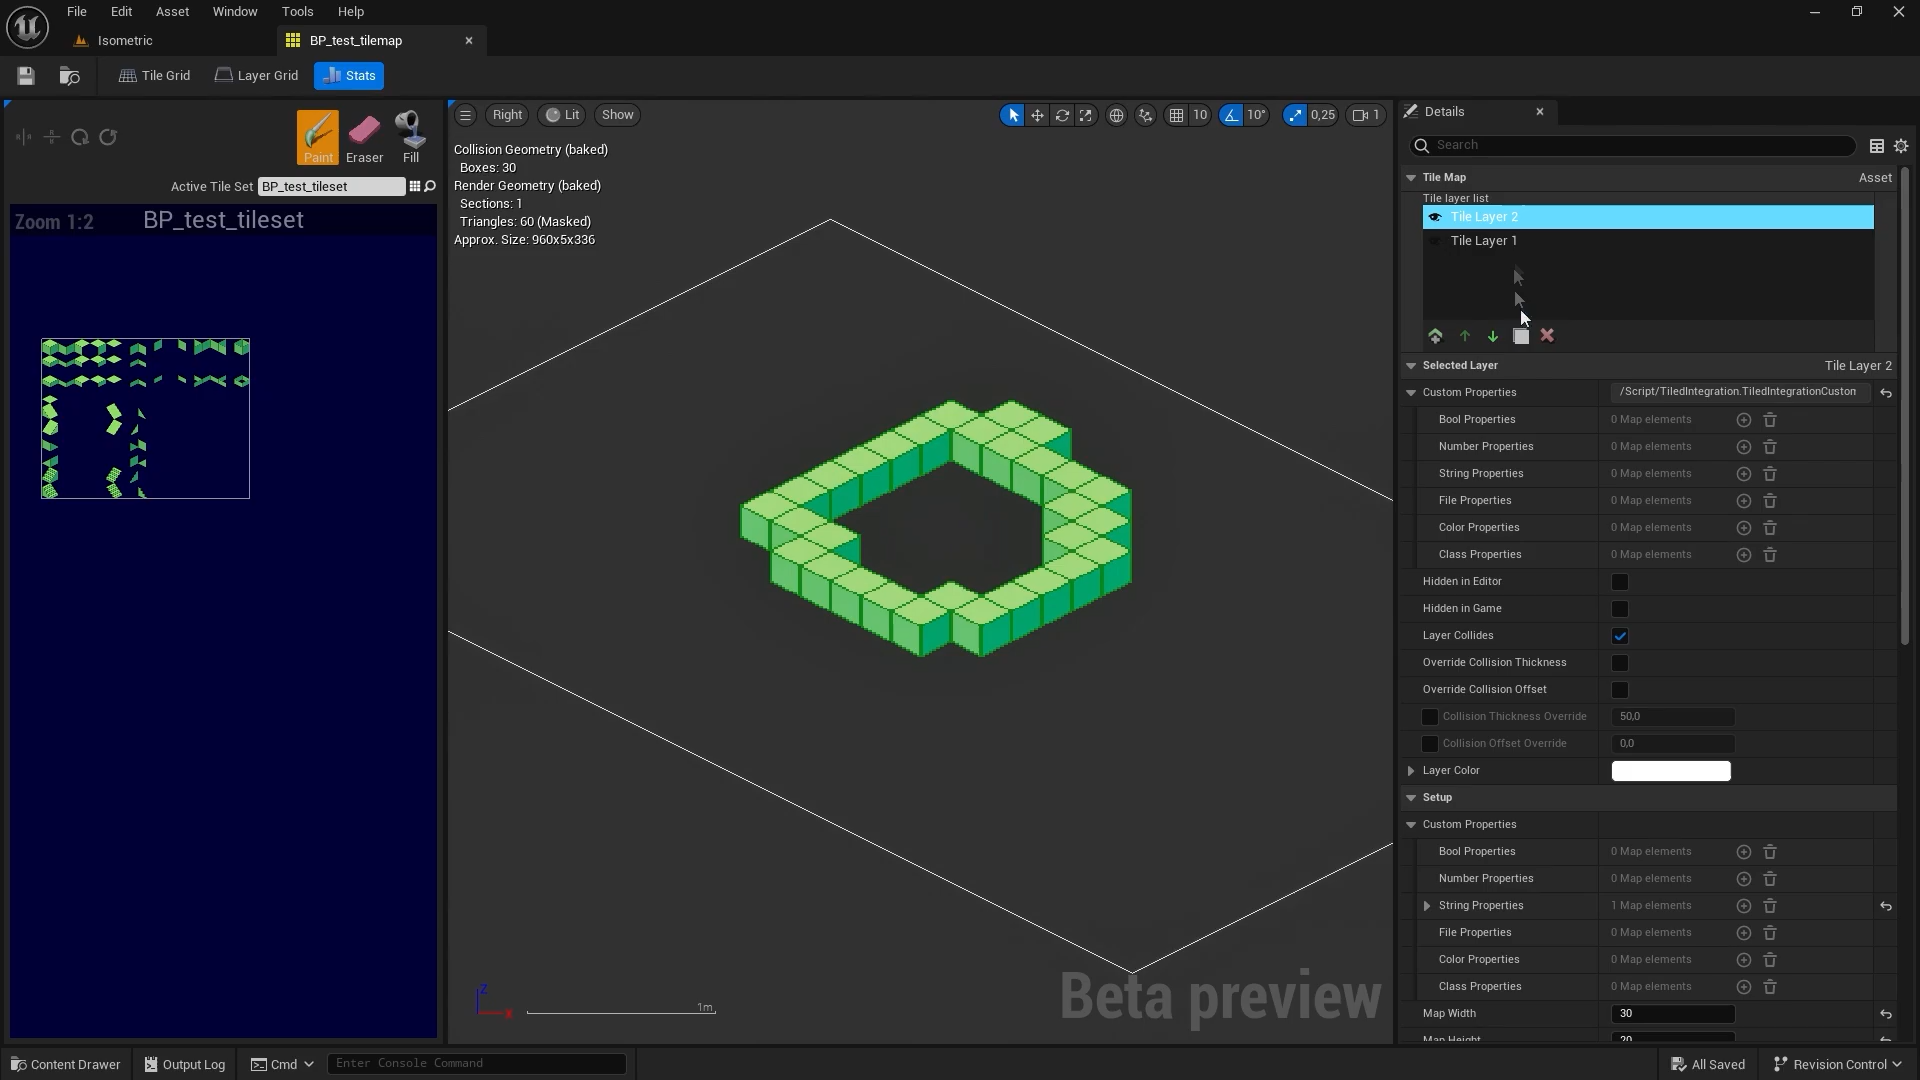 File Edit Asset Window Tools Help
Isometric
BP_test_tilemap
Tile Grid
Layer Grid
Stats
Paint
Eraser
Fill
Active Tile Set
BP_test_tileset
Zoom 1:2
BP_test_tileset
Right
Lit
Show
10
10°
0,25
1
Collision Geometry (baked)
Boxes: 30
Render Geometry (baked)
Sections: 1
Triangles: 60 (Masked)
Approx. Size: 960x5x336
Z
X
1m
Beta preview
Details
Search
Tile Map
Asset
Tile layer list
Tile Layer 2
Tile Layer 1
Selected Layer
Tile Layer 2
Custom Properties
/Script/TiledIntegration.TiledIntegrationCustom
Bool Properties
0 Map elements
Number Properties
0 Map elements
String Properties
0 Map elements
File Properties
0 Map elements
Color Properties
0 Map elements
Class Properties
0 Map elements
Hidden in Editor
Hidden in Game
Layer Collides
Override Collision Thickness
Override Collision Offset
Collision Thickness Override
50,0
Collision Offset Override
0,0
Layer Color
Setup
Custom Properties
Bool Properties
0 Map elements
Number Properties
0 Map elements
String Properties
1 Map elements
File Properties
0 Map elements
Color Properties
0 Map elements
Class Properties
0 Map elements
Map Width
30
Map Height
20
Content Drawer
Output Log
Cmd
Enter Console Command
All Saved
Revision Control